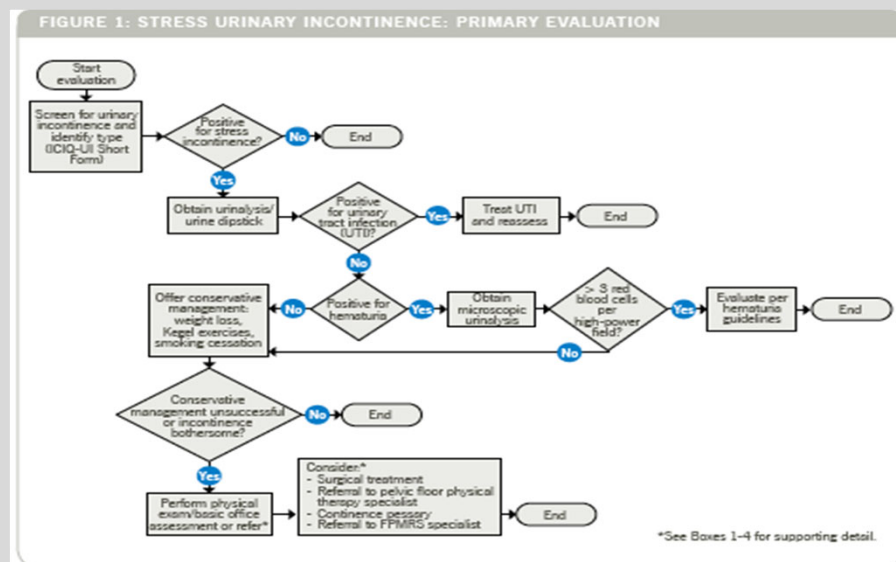 FIGURE 1: STRESS URINARY INCONTINENCE: PRIMARY EVALUATION
Start
evaluation
Screen for urinary
incontinence and
identify type
(ICIQ-UI Short
Form)
Positive
for stress
incontinence?
No
End
Yes
Obtain urinalysis/
urine dipstick
Positive
for urinary
tract infection
(UTI)?
Yes
Treat UTI
and reassess
End
No
Offer conservative
management:
weight loss,
Kegel exercises,
smoking cessation
No
Positive for
hematuria
Yes
Obtain
microscopic
urinalysis
> 3 red
blood cells
per
high-power
field?
Yes
Evaluate per
hematuria
guidelines
End
No
Conservative
management unsuccessful
or incontinence
bothersome?
No
End
Yes
Perform physical
exam/basic office
assessment or refer*
Consider:*
- Surgical treatment
- Referral to pelvic floor physical
therapy specialist
- Continence pessary
- Referral to FPMRS specialist
End
*See Boxes 1-4 for supporting detail.